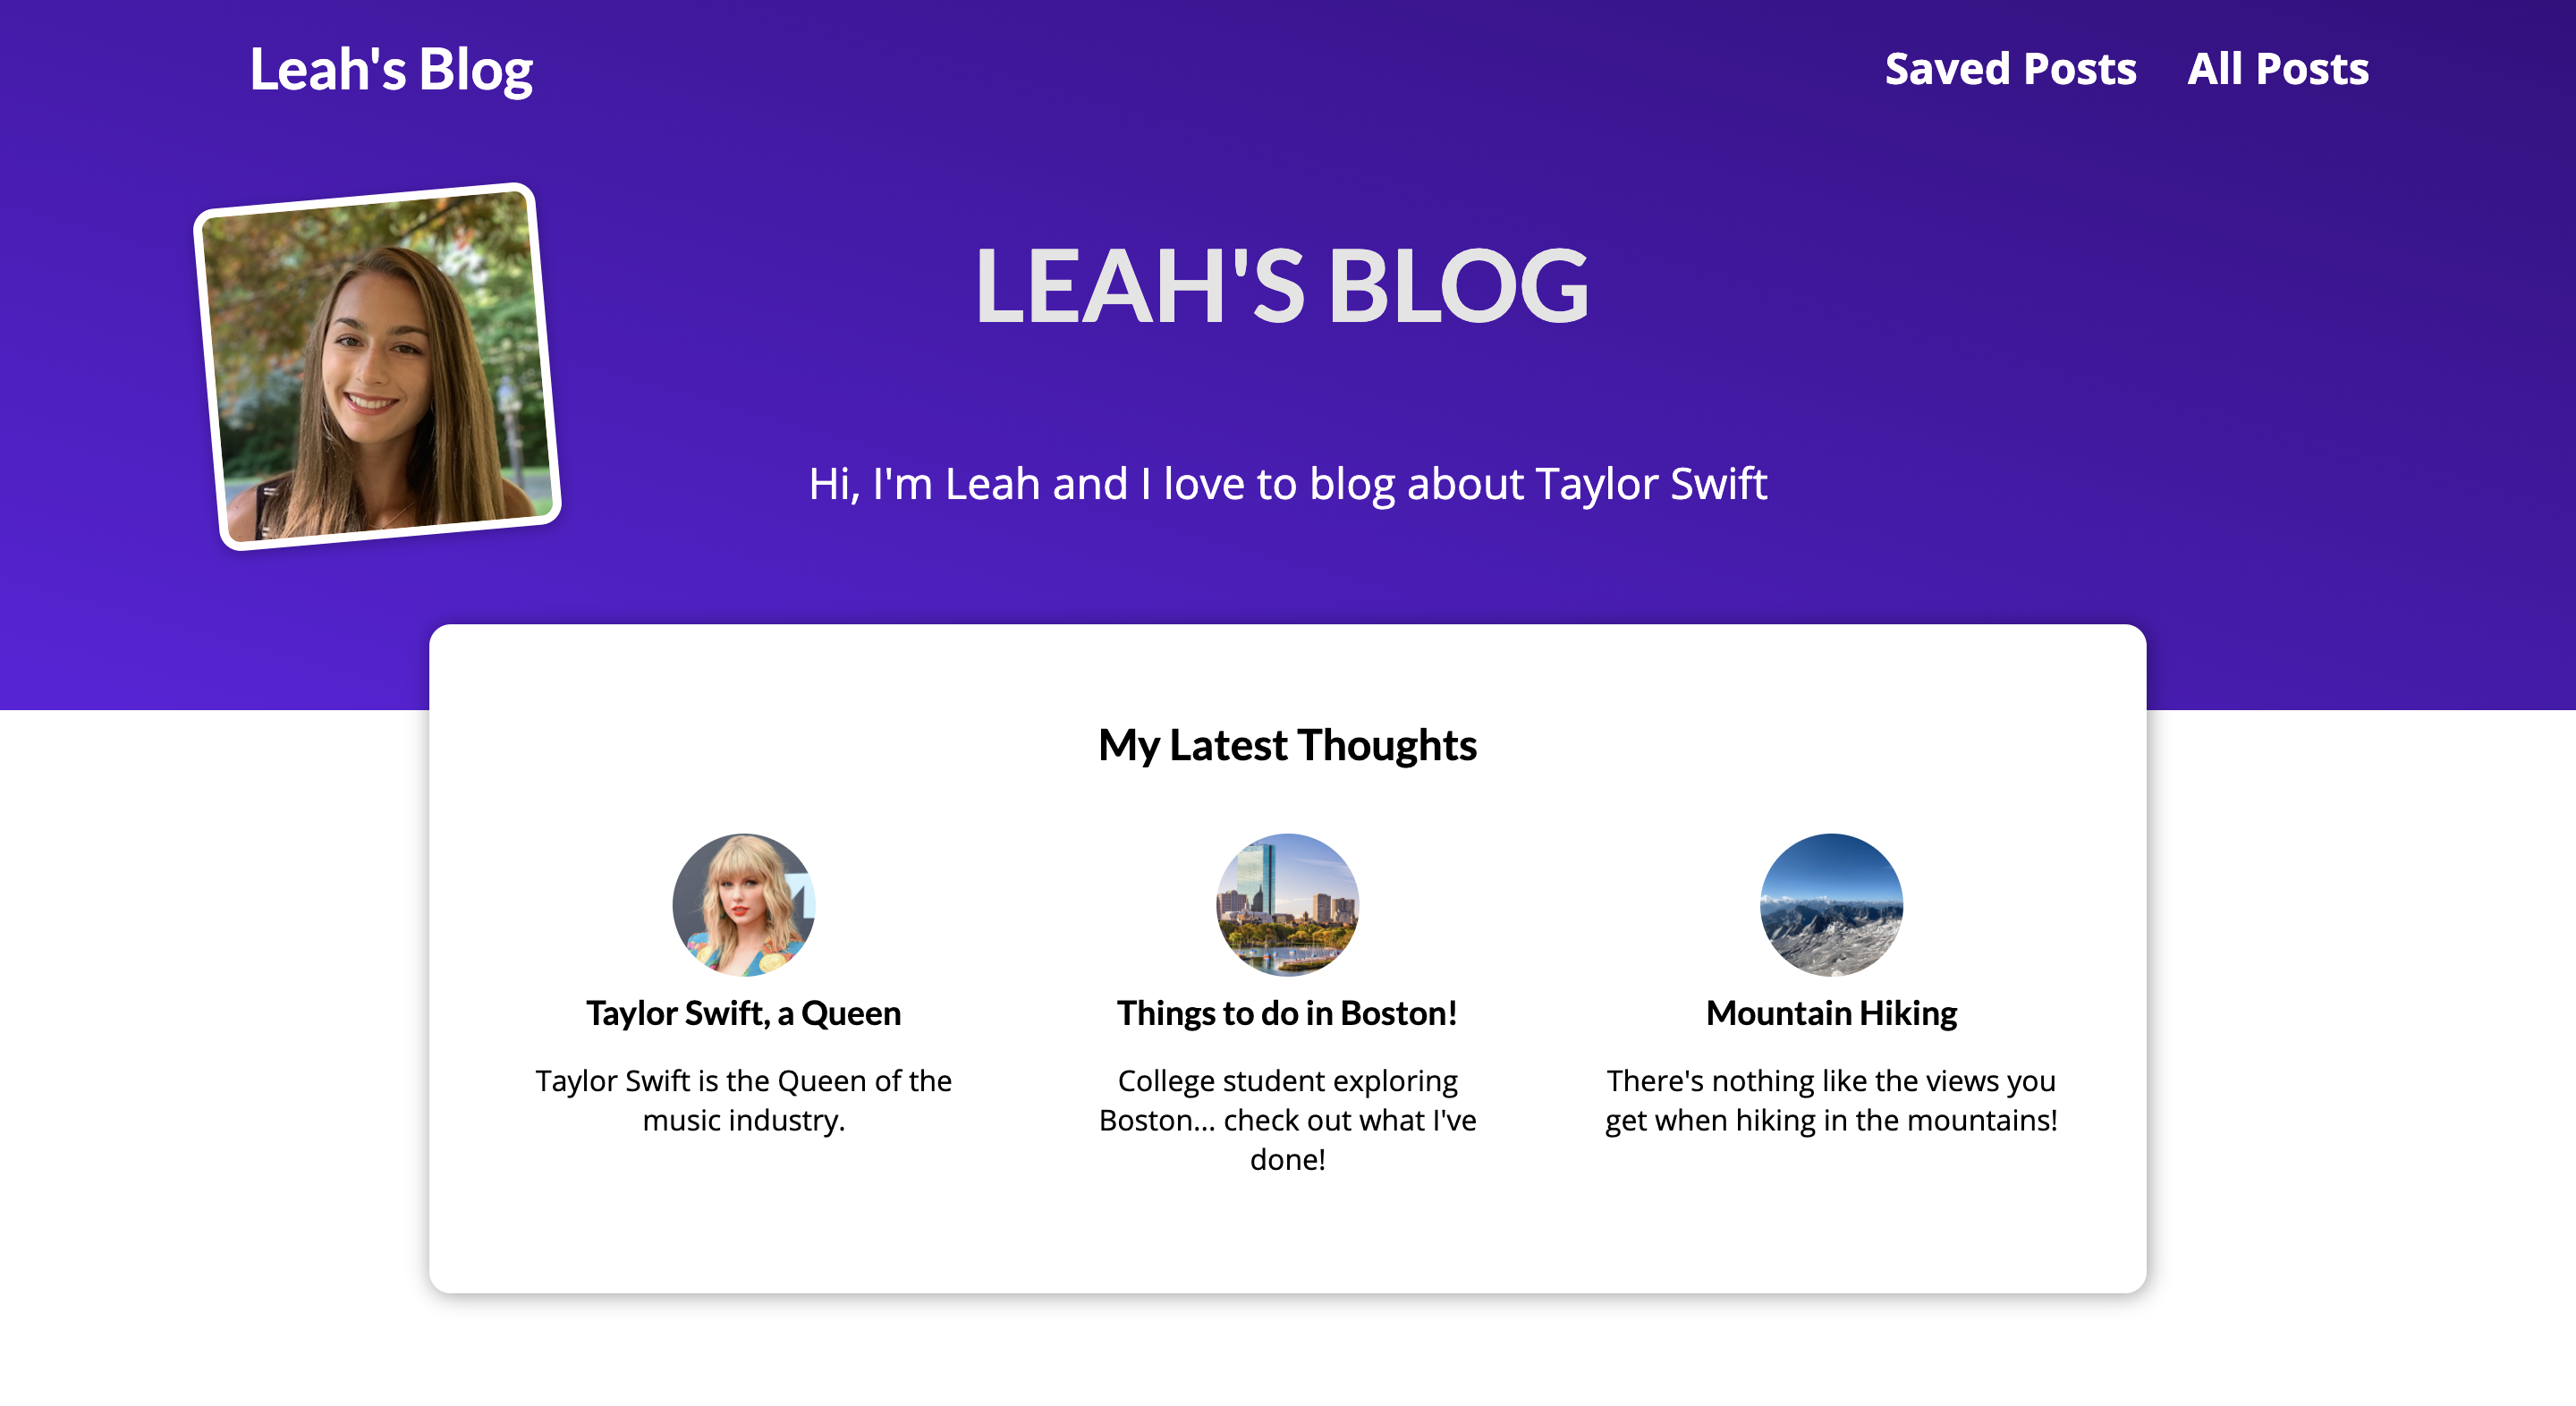 Leah's Blog
Saved Posts
All Posts
LEAH'S BLOG
Hi, I'm Leah and I love to blog about Taylor Swift
My Latest Thoughts
Taylor Swift, a Queen
Taylor Swift is the Queen of the
music industry.
Things to do in Boston!
College student exploring
Boston... check out what I've
done!
Mountain Hiking
There's nothing like the views you
get when hiking in the mountains!